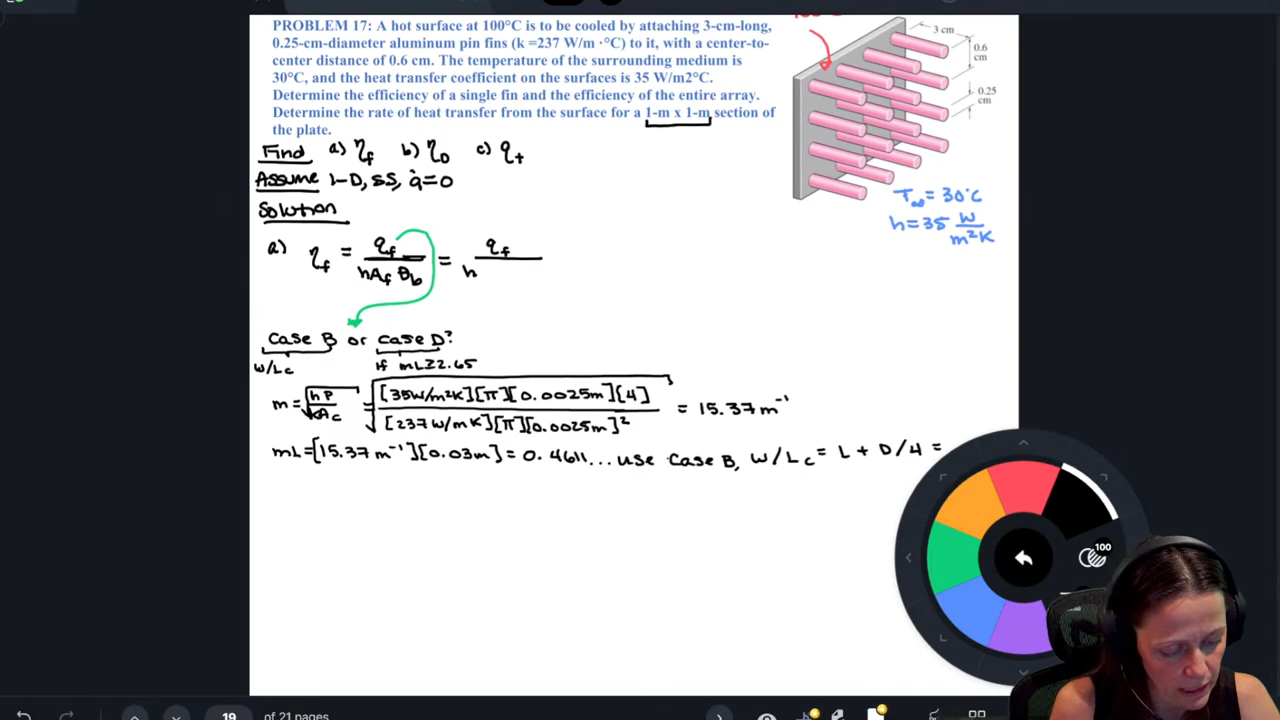 PROBLEM 17: A hot surface at 100°C is to be cooled by attaching 3-cm-long,
0.25-cm-diameter aluminum pin fins (k =237 W/m ·°C) to it, with a center-to-
center distance of 0.6 cm. The temperature of the surrounding medium is
30°C, and the heat transfer coefficient on the surfaces is 35 W/m2°C.
Determine the efficiency of a single fin and the efficiency of the entire array.
Determine the rate of heat transfer from the surface for a 1-m x 1-m section of
the plate.
3 cm
0.6
cm
0.25
cm
T∞ = 30°C
h = 35 W/m²K
Find a) ηf b) ηo c) qt
Assume 1-D, SS, q̇=0
Solution
a) ηf = qf / hAf θb = qf / h
Case B or case D?
w/Lc if mL≥2.65
m = √(hP/kAc) = √([35W/m²K][π][0.0025m][4] / [237 W/mK][π][0.0025m]²) = 15.37m⁻¹
mL=[15.37m⁻¹][0.03m] = 0.4611... use Case B, w/Lc = L + D/4 =
100
19 of 21 pages